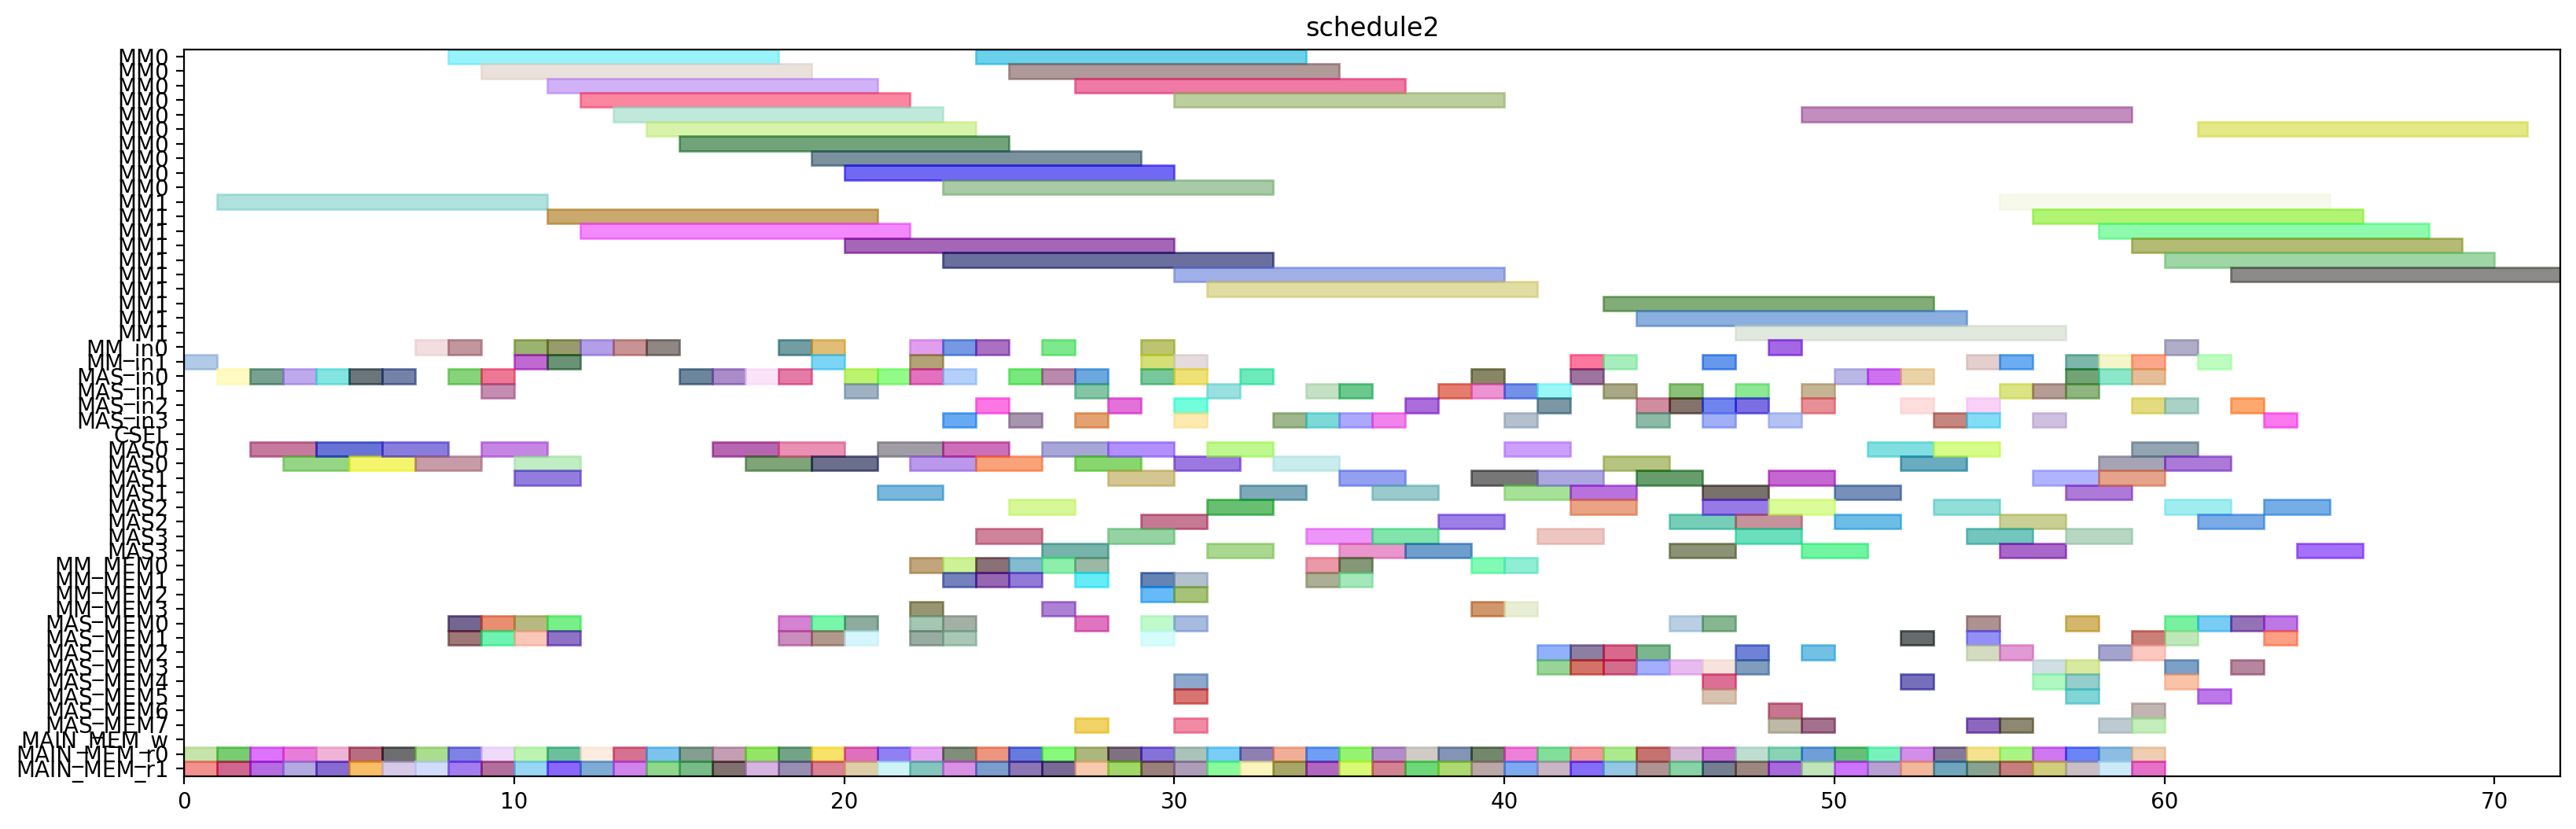 schedule2
MM0
MM0
MM0
MM0
MM0
MM0
MM0
MM0
MM0
MM0
MM1
MM1
MM1
MM1
MM1
MM1
MM1
MM1
MM1
MM1
MM_in0
MM_in1
MAS_in0
MAS_in1
MAS_in2
MAS_in3
CSEL
MAS0
MAS0
MAS1
MAS1
MAS2
MAS2
MAS3
MAS3
MM_MEM0
MM_MEM1
MM_MEM2
MM_MEM3
MAS_MEM0
MAS_MEM1
MAS_MEM2
MAS_MEM3
MAS_MEM4
MAS_MEM5
MAS_MEM6
MAS_MEM7
MAIN_MEM_w
MAIN_MEM_r0
MAIN_MEM_r1
0 10 20 30 40 50 60 70